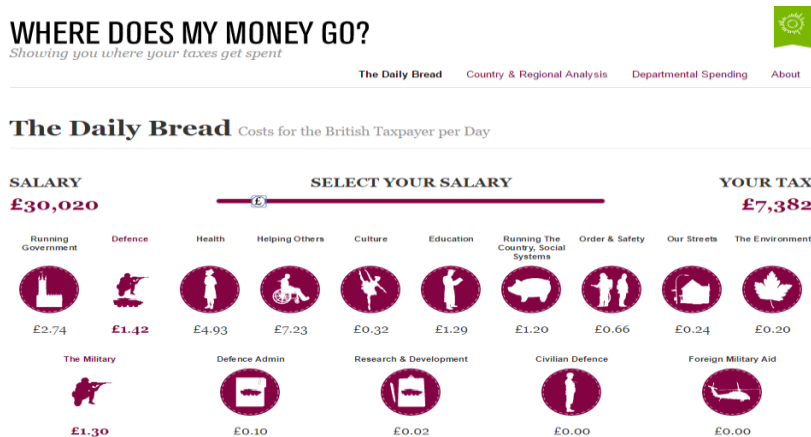 WHERE DOES MY MONEY GO?
Showing you where your taxes get spent
The Daily Bread Country & Regional Analysis Departmental Spending About
The Daily Bread Costs for the British Taxpayer per Day
SALARY SELECT YOUR SALARY YOUR TAX
£30,020 £ £7,382
Running Defence Health Helping Others Culture Education Running The Order & Safety Our Streets The Environment
Government Country, Social
Systems
£2.74 £1.42 £4.93 £7.23 £0.32 £1.29 £1.20 £0.66 £0.24 £0.20
The Military Defence Admin Research & Development Civilian Defence Foreign Military Aid
£1.30 £0.10 £0.02 £0.00 £0.00